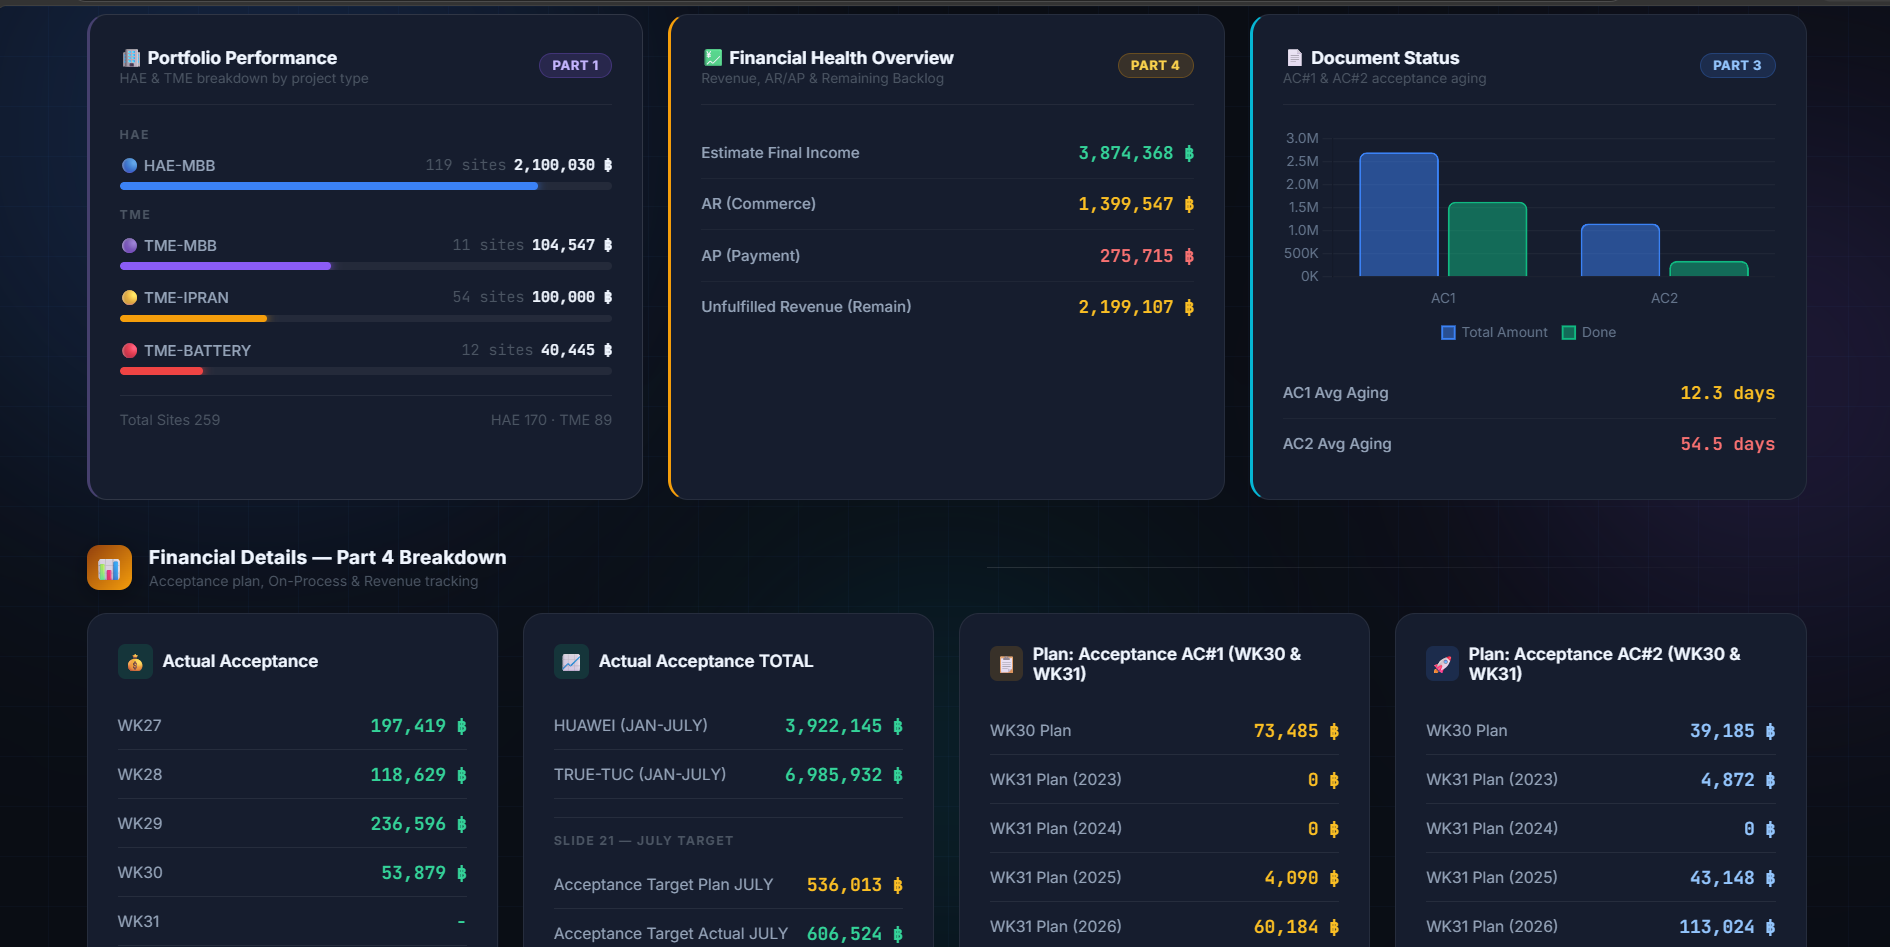 Portfolio Performance
HAE & TME breakdown by project type
PART 1
HAE
HAE-MBB
119 sites 2,100,030 ฿
TME
TME-MBB
11 sites 104,547 ฿
TME-IPRAN
54 sites 100,000 ฿
TME-BATTERY
12 sites 40,445 ฿
Total Sites 259
HAE 170 · TME 89
Financial Health Overview
Revenue, AR/AP & Remaining Backlog
PART 4
Estimate Final Income
3,874,368 ฿
AR (Commerce)
1,399,547 ฿
AP (Payment)
275,715 ฿
Unfulfilled Revenue (Remain)
2,199,107 ฿
Document Status
AC#1 & AC#2 acceptance aging
PART 3
3.0M
2.5M
2.0M
1.5M
1.0M
500K
0K
AC1
AC2
Total Amount
Done
AC1 Avg Aging
12.3 days
AC2 Avg Aging
54.5 days
Financial Details — Part 4 Breakdown
Acceptance plan, On-Process & Revenue tracking
Actual Acceptance
WK27
197,419 ฿
WK28
118,629 ฿
WK29
236,596 ฿
WK30
53,879 ฿
WK31
-
Actual Acceptance TOTAL
HUAWEI (JAN-JULY)
3,922,145 ฿
TRUE-TUC (JAN-JULY)
6,985,932 ฿
SLIDE 21 — JULY TARGET
Acceptance Target Plan JULY
536,013 ฿
Acceptance Target Actual JULY
606,524 ฿
Plan: Acceptance AC#1 (WK30 &
WK31)
WK30 Plan
73,485 ฿
WK31 Plan (2023)
0 ฿
WK31 Plan (2024)
0 ฿
WK31 Plan (2025)
4,090 ฿
WK31 Plan (2026)
60,184 ฿
Plan: Acceptance AC#2 (WK30 &
WK31)
WK30 Plan
39,185 ฿
WK31 Plan (2023)
4,872 ฿
WK31 Plan (2024)
0 ฿
WK31 Plan (2025)
43,148 ฿
WK31 Plan (2026)
113,024 ฿